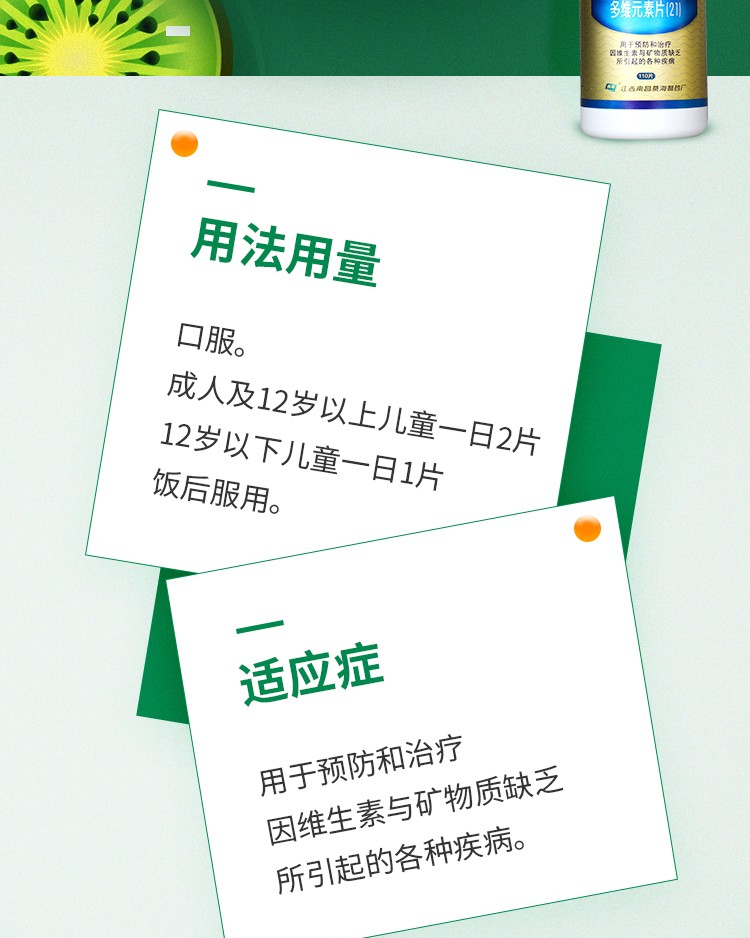 多维元素片(21)
用于预防和治疗
因维生素与矿物质缺乏
所引起的各种疾病
110片
江西南昌桑海制药厂
用法用量
口服。
成人及12岁以上儿童一日2片
12岁以下儿童一日1片
饭后服用。
适应症
用于预防和治疗
因维生素与矿物质缺乏
所引起的各种疾病。